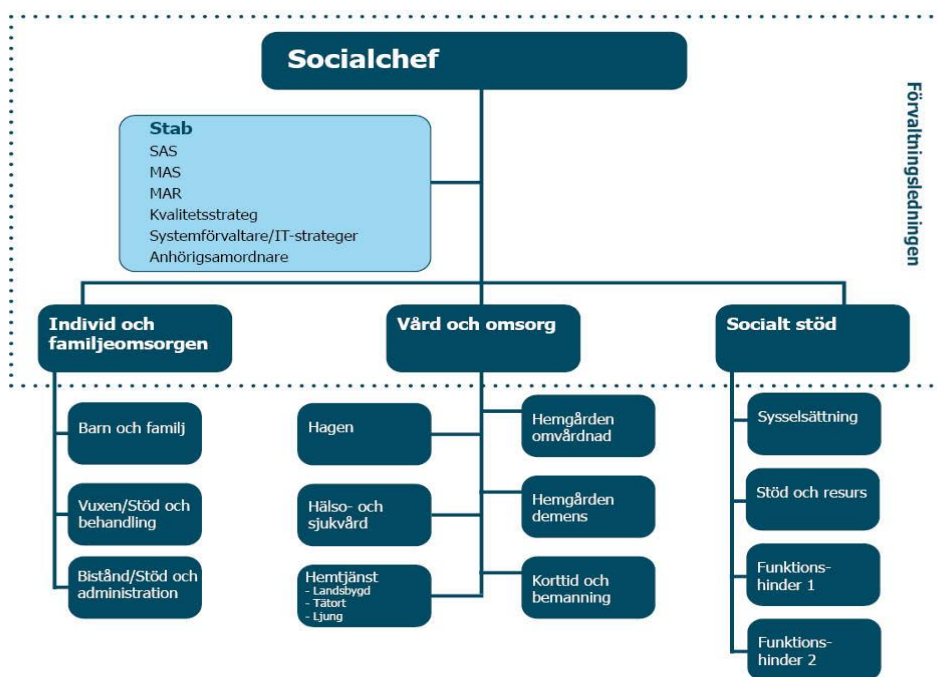 Socialchef
Förvaltningsledningen
Stab
SAS
MAS
MAR
Kvalitetsstrateg
Systemförvaltare/IT-strateger
Anhörigsamordnare
Individ och
familjeomsorgen
Vård och omsorg
Socialt stöd
Barn och familj
Vuxen/Stöd och
behandling
Bistånd/Stöd och
administration
Hagen
Hälso- och
sjukvård
Hemtjänst
- Landsbygd
- Tätort
- Ljung
Hemgården
omvårdnad
Hemgården
demens
Korttid och
bemanning
Sysselsättning
Stöd och resurs
Funktions-
hinder 1
Funktions-
hinder 2